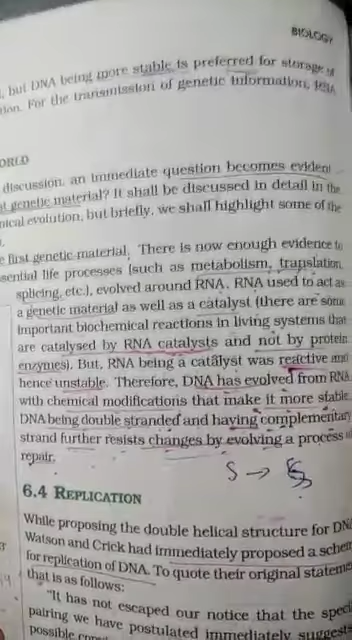 BIOLOGY
, but DNA being more stable is preferred for storage of
tion. For the transmission of genetic information, RNA
ORLD
discussion, an immediate question becomes evident
st genetic material? It shall be discussed in detail in the
nical evolution, but briefly, we shall highlight some of the
e first genetic material. There is now enough evidence to
sential life processes (such as metabolism, translation,
splicing, etc.), evolved around RNA. RNA used to act as
a genetic material as well as a catalyst (there are some
important biochemical reactions in living systems that
are catalysed by RNA catalysts and not by protein
enzymes). But, RNA being a catalyst was reactive and
hence unstable. Therefore, DNA has evolved from RNA
with chemical modifications that make it more stable.
DNA being double stranded and having complementary
strand further resists changes by evolving a process of
repair.
S →
6.4 REPLICATION
While proposing the double helical structure for DNA
Watson and Crick had immediately proposed a schem
for replication of DNA. To quote their original stateme
that is as follows:
"It has not escaped our notice that the spec
pairing we have postulated immediately suggest
possible